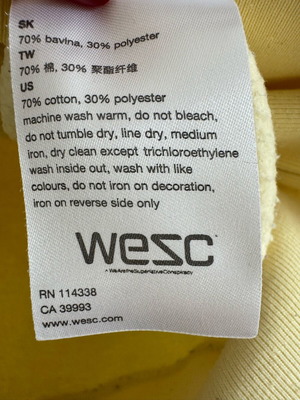 SK
70% bavlna, 30% polyester
TW
70% 棉, 30% 聚酯纤维
US
70% cotton, 30% polyester
machine wash warm, do not bleach,
do not tumble dry, line dry, medium
iron, dry clean except trichloroethylene
wash inside out, wash with like
colours, do not iron on decoration,
iron on reverse side only
wesc
WeAretheSuperlativeConspiracy
RN 114338
CA 39993
www.wesc.com